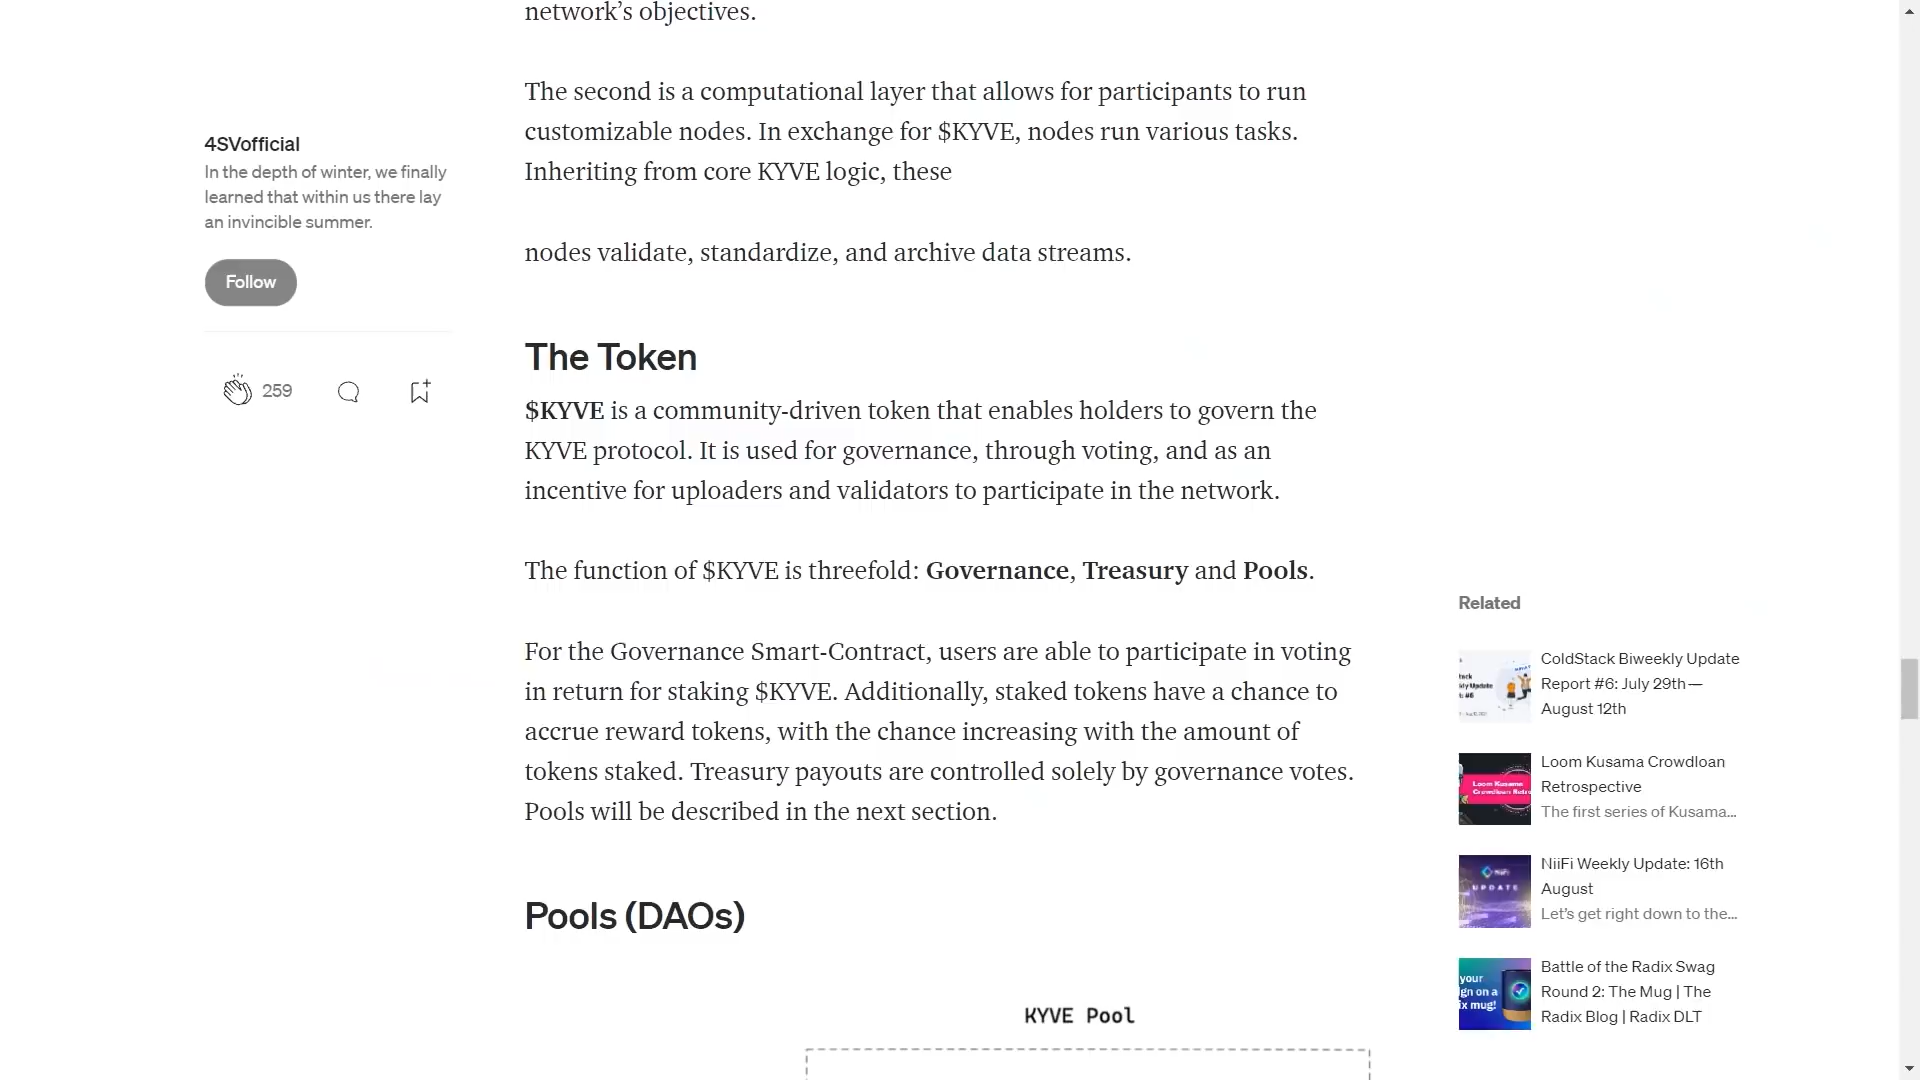 network's objectives.
The second is a computational layer that allows for participants to run
customizable nodes. In exchange for $KYVE, nodes run various tasks.
Inheriting from core KYVE logic, these
nodes validate, standardize, and archive data streams.
4SVofficial
In the depth of winter, we finally
learned that within us there lay
an invincible summer.
Follow
259
The Token
$KYVE is a community-driven token that enables holders to govern the
KYVE protocol. It is used for governance, through voting, and as an
incentive for uploaders and validators to participate in the network.
The function of $KYVE is threefold: Governance, Treasury and Pools.
For the Governance Smart-Contract, users are able to participate in voting
in return for staking $KYVE. Additionally, staked tokens have a chance to
accrue reward tokens, with the chance increasing with the amount of
tokens staked. Treasury payouts are controlled solely by governance votes.
Pools will be described in the next section.
Pools (DAOs)
KYVE Pool
Related
ColdStack Biweekly Update
Report #6: July 29th —
August 12th
Loom Kusama Crowdloan
Retrospective
The first series of Kusama...
Loom Kusama
NiiFi Weekly Update: 16th
August
Let's get right down to the...
UPDATE
Battle of the Radix Swag
Round 2: The Mug | The
Radix Blog | Radix DLT
your
gn on a
ix mug!